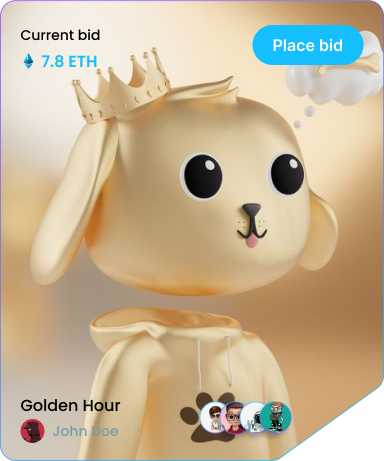 Current bid
7.8 ETH
Place bid
Golden Hour
John Doe